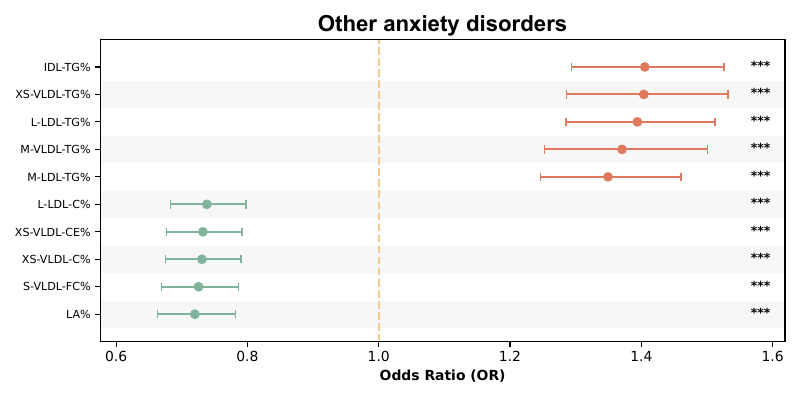 Other anxiety disorders
IDL-TG% ***
XS-VLDL-TG% ***
L-LDL-TG% ***
M-VLDL-TG% ***
M-LDL-TG% ***
L-LDL-C% ***
XS-VLDL-CE% ***
XS-VLDL-C% ***
S-VLDL-FC% ***
LA% ***
0.6 0.8 1.0 1.2 1.4 1.6
Odds Ratio (OR)